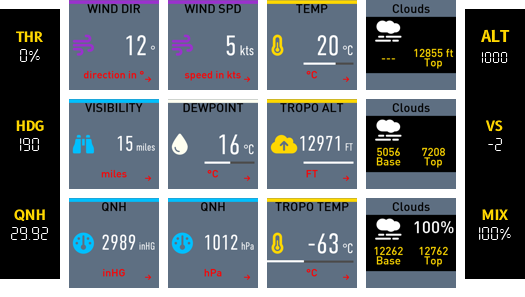 THR
0%
HDG
190
QNH
29.92
WIND DIR
12 °
direction in °
WIND SPD
5 kts
speed in kts
TEMP
20 °C
°C
Clouds
---
12855 ft
Top
VISIBILITY
15 miles
miles
DEWPOINT
16 °C
°C
TROPO ALT
12971 FT
FT
Clouds
5056
Base
7208
Top
QNH
2989 inHG
inHG
QNH
1012 hPa
hPa
TROPO TEMP
-63 °C
°C
Clouds
100%
12262
Base
12762
Top
ALT
1000
VS
-2
MIX
100%